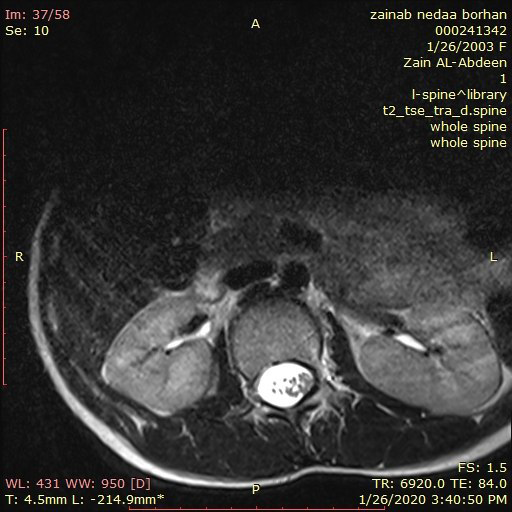 Im: 37/58
Se: 10
A
zainab nedaa borhan
000241342
1/26/2003 F
Zain AL-Abdeen
1
l-spine^library
t2_tse_tra_d.spine
whole spine
whole spine
R
L
WL: 431 WW: 950 [D]
T: 4.5mm L: -214.9mm*
P
FS: 1.5
TR: 6920.0 TE: 84.0
1/26/2020 3:40:50 PM